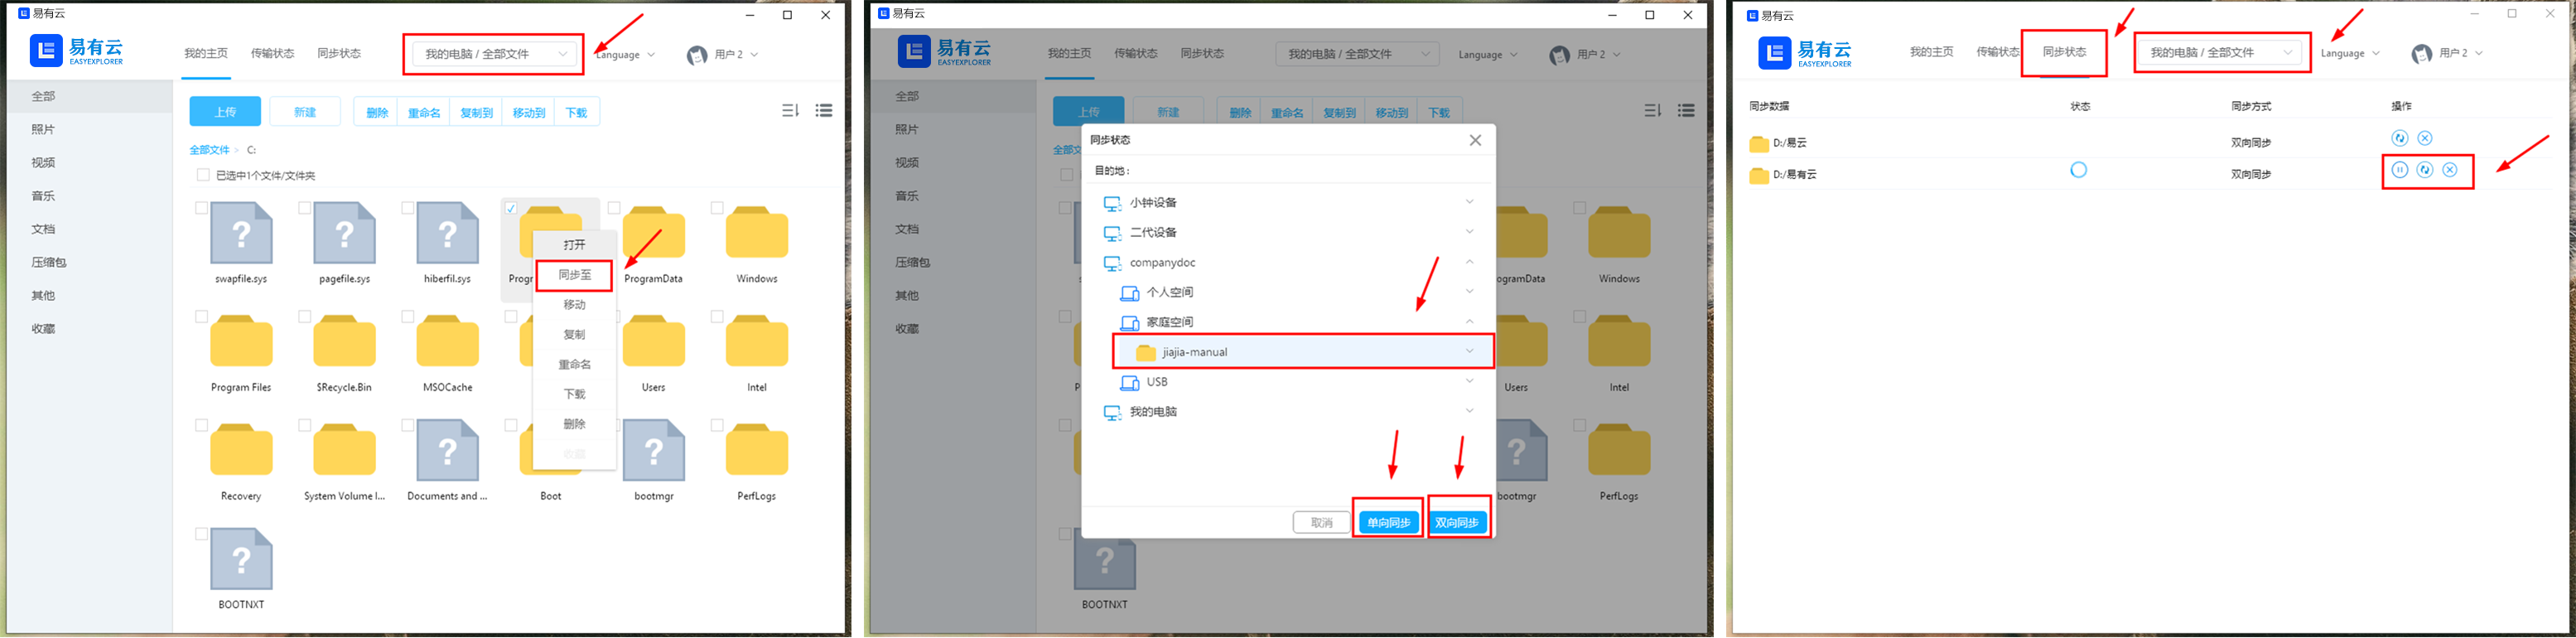 易有云
易有云
EASYEXPLORER
我的主页 传输状态 同步状态 我的电脑 / 全部文件 Language 用户 2
全部
照片
视频
音乐
文档
压缩包
其他
收藏
上传 新建 删除 重命名 复制到 移动到 下载
全部文件 > C:
已选中1个文件/文件夹
swapfile.sys pagefile.sys hiberfil.sys Progr ProgramData Windows
打开
同步至
移动
复制
重命名
下载
删除
收藏
Program Files $Recycle.Bin MSOCache Users Intel
Recovery System Volume I... Documents and ... Boot bootmgr PerfLogs
BOOTNXT
易有云
易有云
EASYEXPLORER
我的主页 传输状态 同步状态 我的电脑 / 全部文件 Language 用户 2
全部
照片
视频
音乐
文档
压缩包
其他
收藏
上传 新建 删除 重命名 复制到 移动到 下载
全部文
同步状态
目的地：
小钟设备
二代设备
companydoc
个人空间
家庭空间
jiajia-manual
USB
我的电脑
取消 单向同步 双向同步
s ogramData Windows
P Users Intel
bootmgr PerfLogs
BOOTNXT
易有云
易有云
EASYEXPLORER
我的主页 传输状态 同步状态 我的电脑 / 全部文件 Language 用户 2
同步数据 状态 同步方式 操作
D:/易云 双向同步
D:/易有云 双向同步